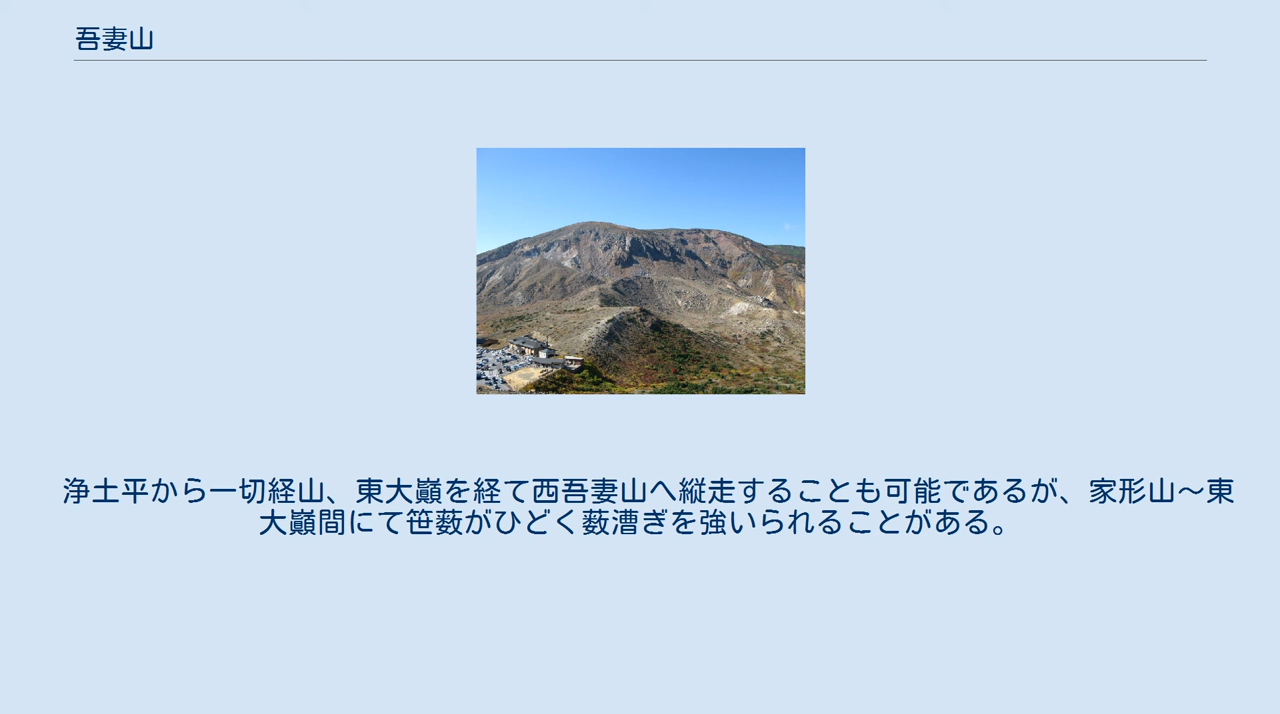 吾妻山
浄土平から一切経山、東大巓を経て西吾妻山へ縦走することも可能であるが、家形山～東
大巓間にて笹薮がひどく薮漕ぎを強いられることがある。